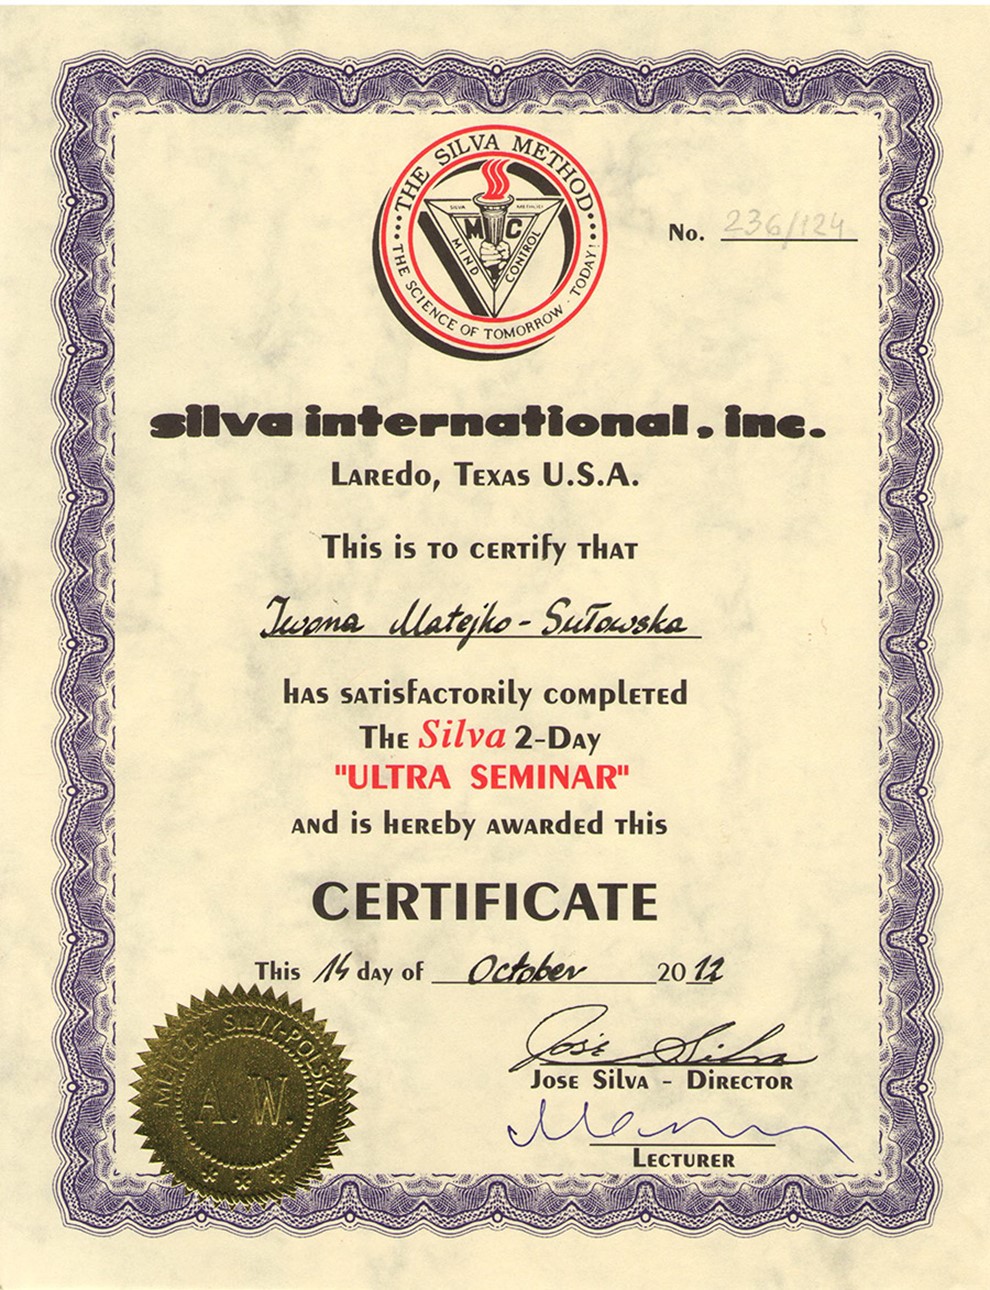 THE SILVA METHOD
SILVA METHOD
M C
MIND CONTROL
THE SCIENCE OF TOMORROW - TODAY!
No. 236/124
silva international, inc.
Laredo, Texas U.S.A.
This is to certify that
Iwona Matejko - Sułowska
has satisfactorily completed
The Silva 2-Day
"ULTRA SEMINAR"
and is hereby awarded this
CERTIFICATE
This 14 day of October 2012
José Silva
Jose Silva - Director
Lecturer
A. W.